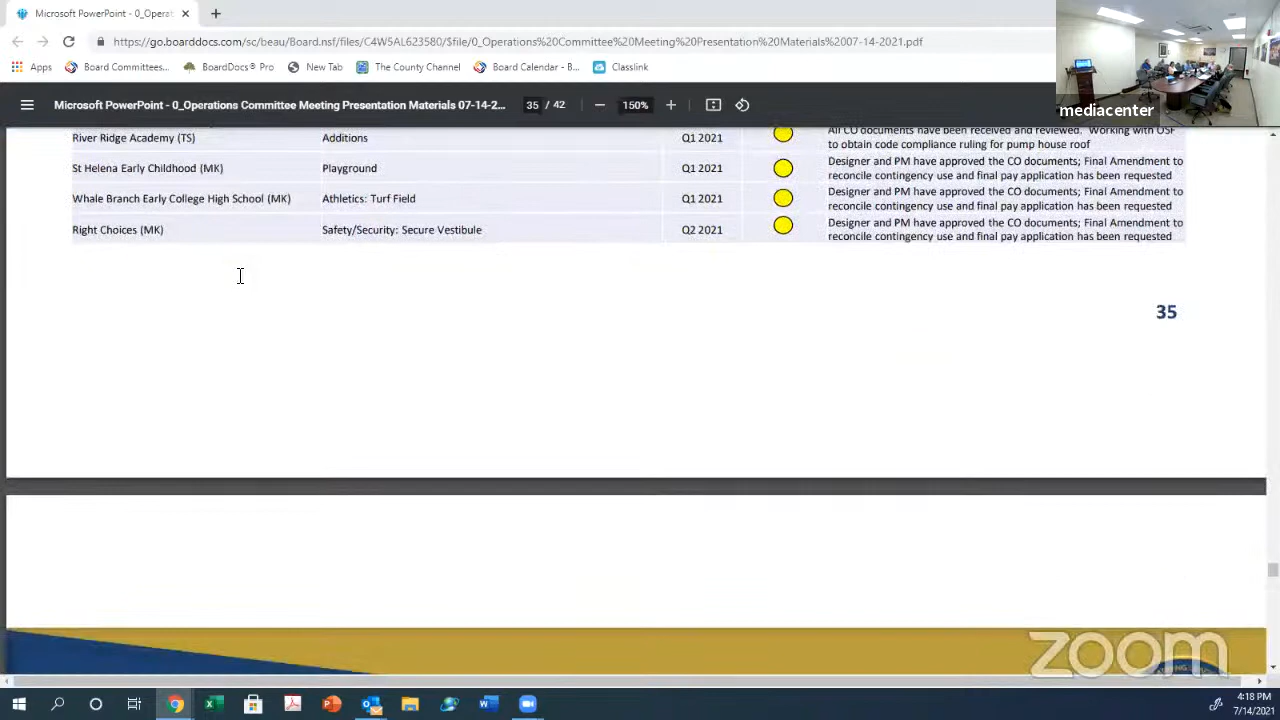 Microsoft PowerPoint - 0_Operat
https://go.boarddocs.com/sc/beau/Board.nsf/files/C4W5AL623580/$file/0_Operations%20Committee%20Meeting%20Presentation%20Materials%2007-14-2021.pdf
Apps
Board Committees...
BoardDocs® Pro
New Tab
The County Channel
Board Calendar - B...
Classlink
mediacenter
Microsoft PowerPoint - 0_Operations Committee Meeting Presentation Materials 07-14-2...
35 / 42
150%
River Ridge Academy (TS) Additions Q1 2021 All CO documents have been received and reviewed. Working with OSF
to obtain code compliance ruling for pump house roof
St Helena Early Childhood (MK) Playground Q1 2021 Designer and PM have approved the CO documents; Final Amendment to
reconcile contingency use and final pay application has been requested
Whale Branch Early College High School (MK) Athletics: Turf Field Q1 2021 Designer and PM have approved the CO documents; Final Amendment to
reconcile contingency use and final pay application has been requested
Right Choices (MK) Safety/Security: Secure Vestibule Q2 2021 Designer and PM have approved the CO documents; Final Amendment to
reconcile contingency use and final pay application has been requested
35
zoom
4:18 PM
7/14/2021